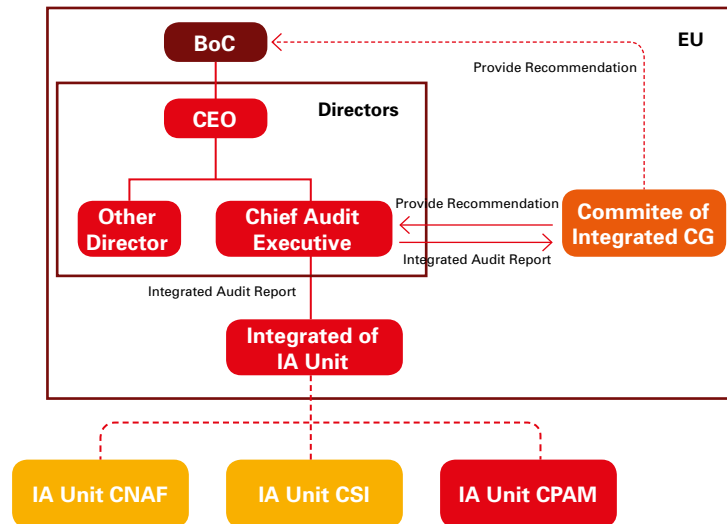 BoC
EU
Provide Recommendation
Directors
CEO
Other
Director
Chief Audit
Executive
Provide Recommendation
Commitee of
Integrated CG
Integrated Audit Report
Integrated Audit Report
Integrated of
IA Unit
IA Unit CNAF
IA Unit CSI
IA Unit CPAM